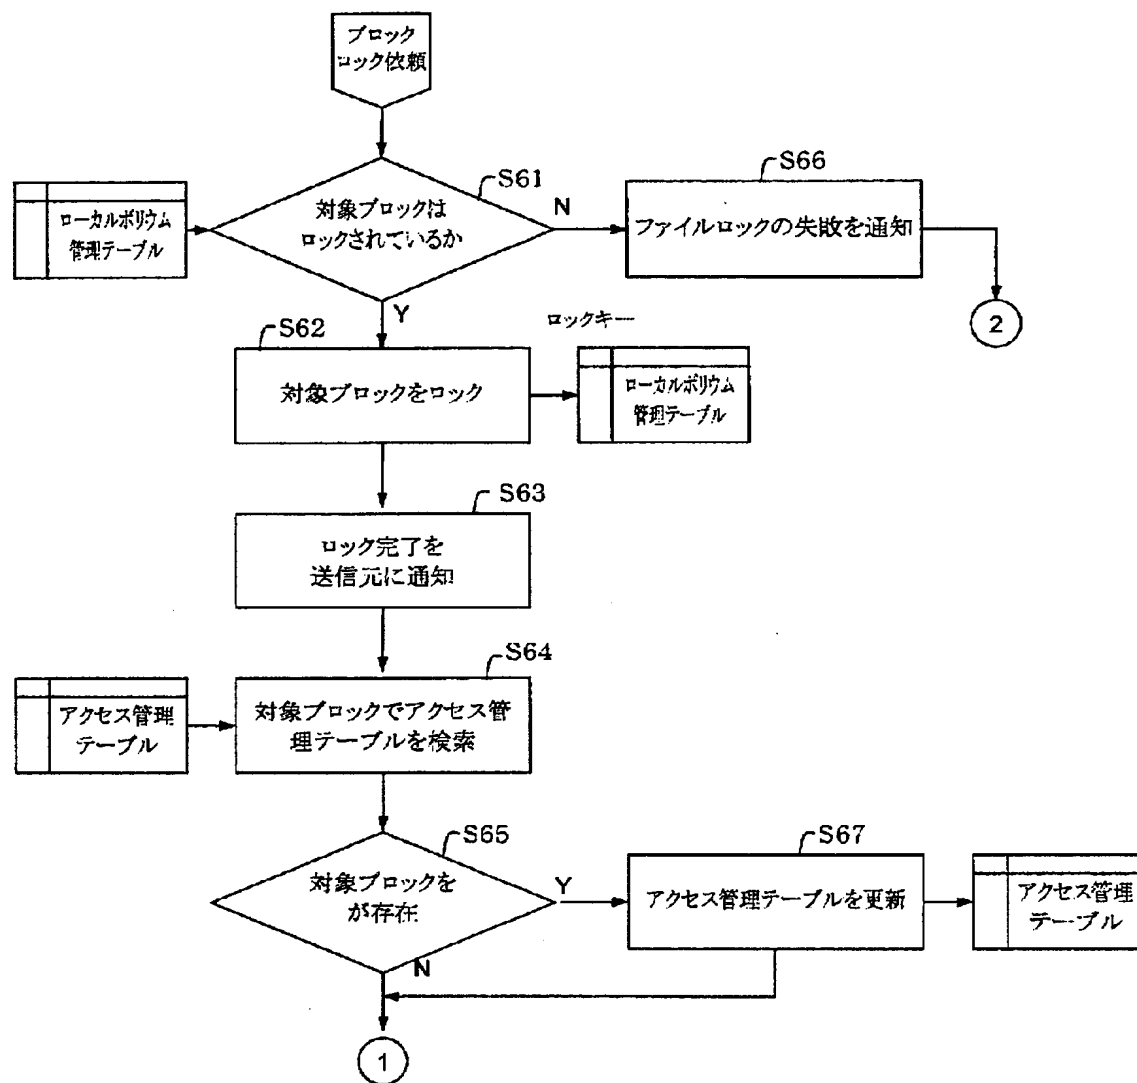 ブロック
ロック依頼
S61
対象ブロックは
ロックされているか
ローカルボリウム
管理テーブル
N
S66
ファイルロックの失敗を通知
2
Y
S62
対象ブロックをロック
ロックキー
ローカルボリウム
管理テーブル
S63
ロック完了を
送信元に通知
S64
対象ブロックでアクセス管
理テーブルを検索
アクセス管理
テーブル
S65
対象ブロックを
が存在
Y
S67
アクセス管理テーブルを更新
アクセス管理
テーブル
N
1